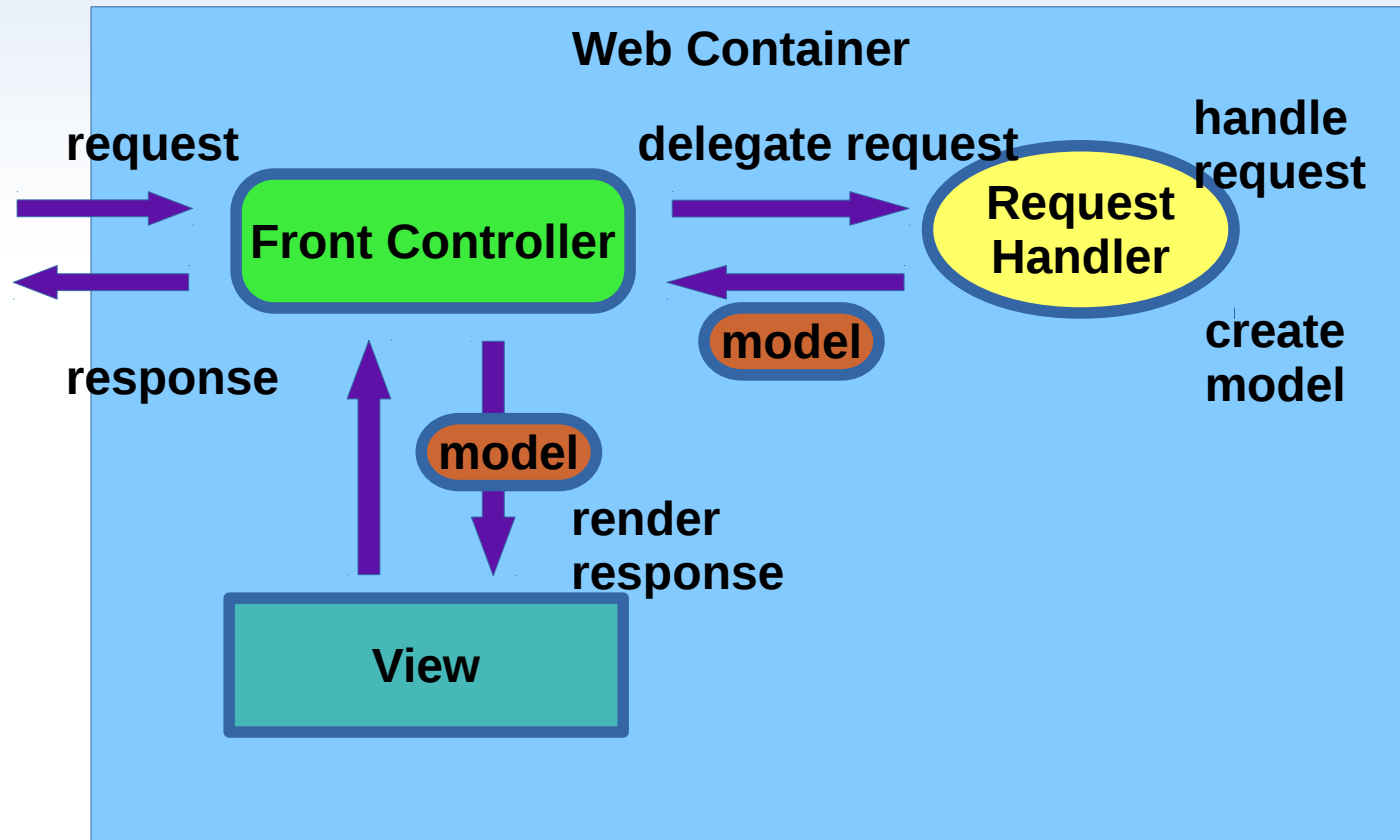 Web Container
request
delegate request
handle
request
Front Controller
Request
Handler
model
response
create
model
model
render
response
View